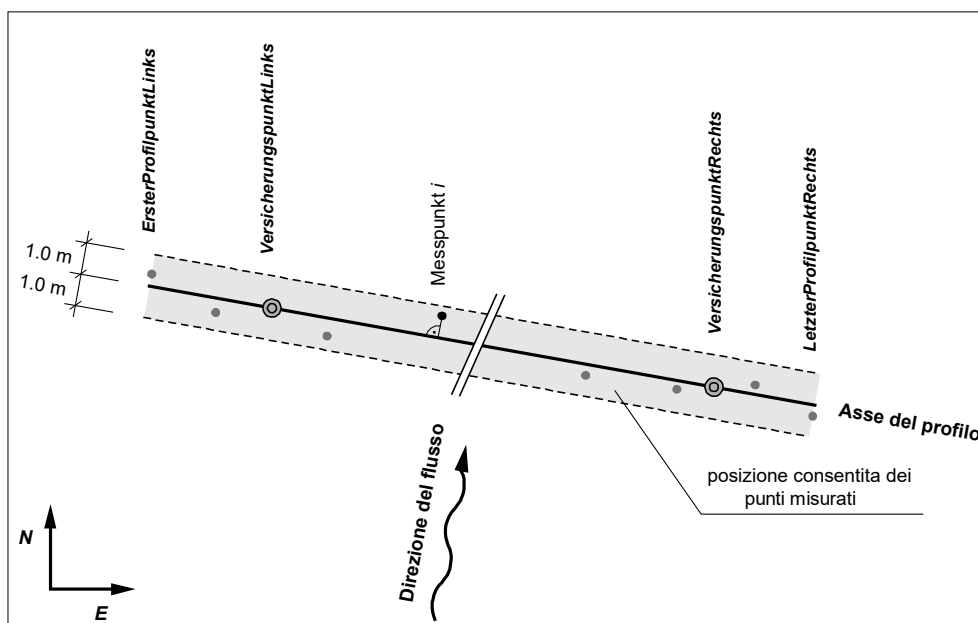 ErsterProfilpunktLinks
VersicherungspunktLinks
Messpunkt i
VersicherungspunktRechts
LetzterProfilpunktRechts
1.0 m
1.0 m
Asse del profilo
posizione consentita dei
punti misurati
Direzione del flusso
N
E